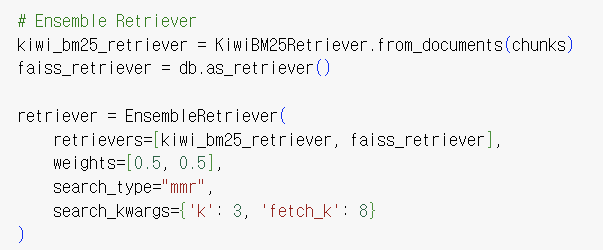 # Ensemble Retriever
kiwi_bm25_retriever = KiwiBM25Retriever.from_documents(chunks)
faiss_retriever = db.as_retriever()

retriever = EnsembleRetriever(
    retrievers=[kiwi_bm25_retriever, faiss_retriever],
    weights=[0.5, 0.5],
    search_type="mmr",
    search_kwargs={'k': 3, 'fetch_k': 8}
)